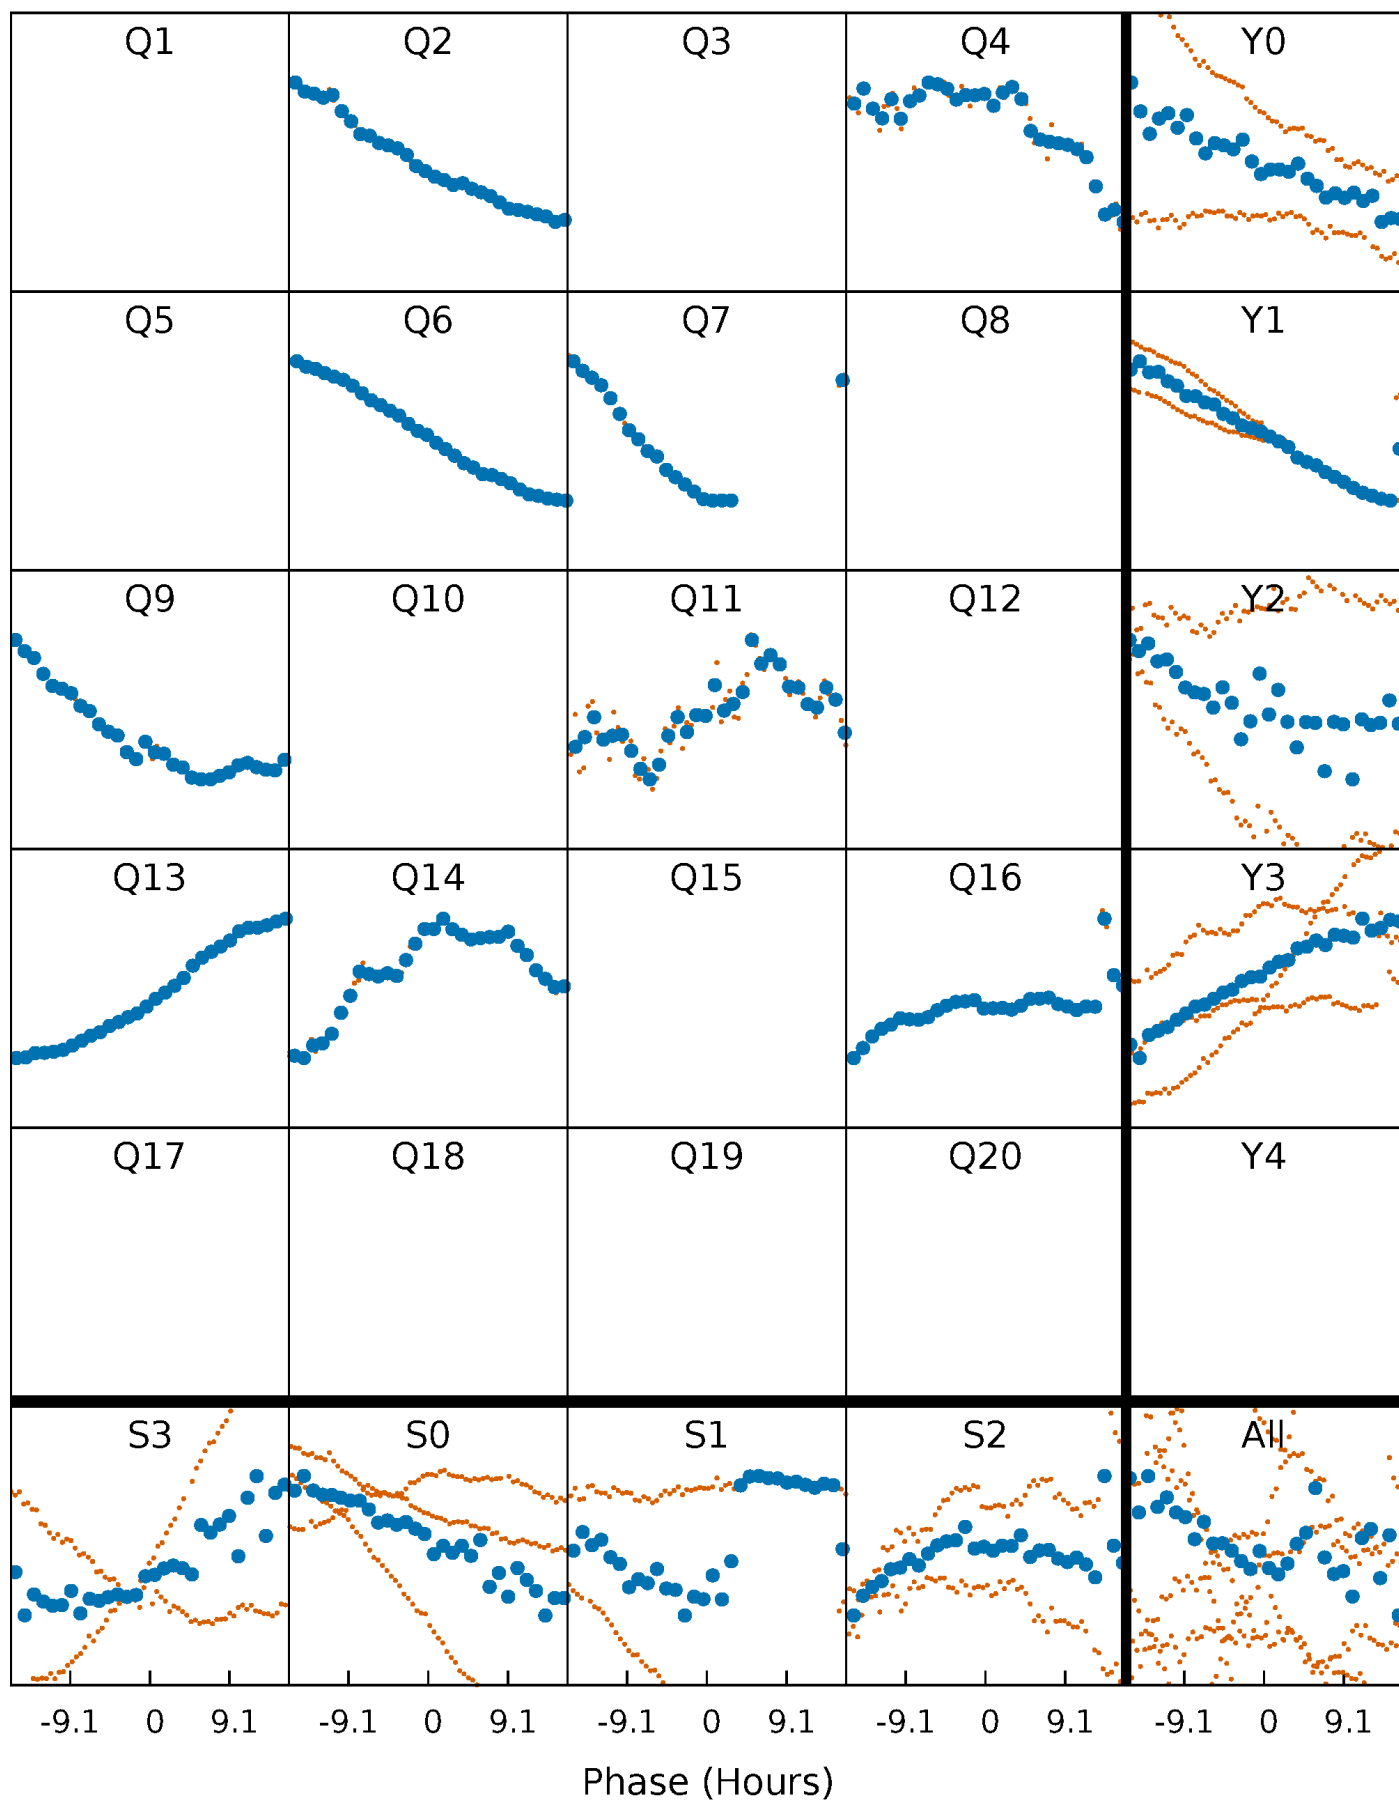 Q1 Q2 Q3 Q4 Y0
Q5 Q6 Q7 Q8 Y1
Q9 Q10 Q11 Q12 Y2
Q13 Q14 Q15 Q16 Y3
Q17 Q18 Q19 Q20 Y4
S3 S0 S1 S2 All
-9.1 0 9.1 -9.1 0 9.1 -9.1 0 9.1 -9.1 0 9.1 -9.1 0 9.1
Phase (Hours)